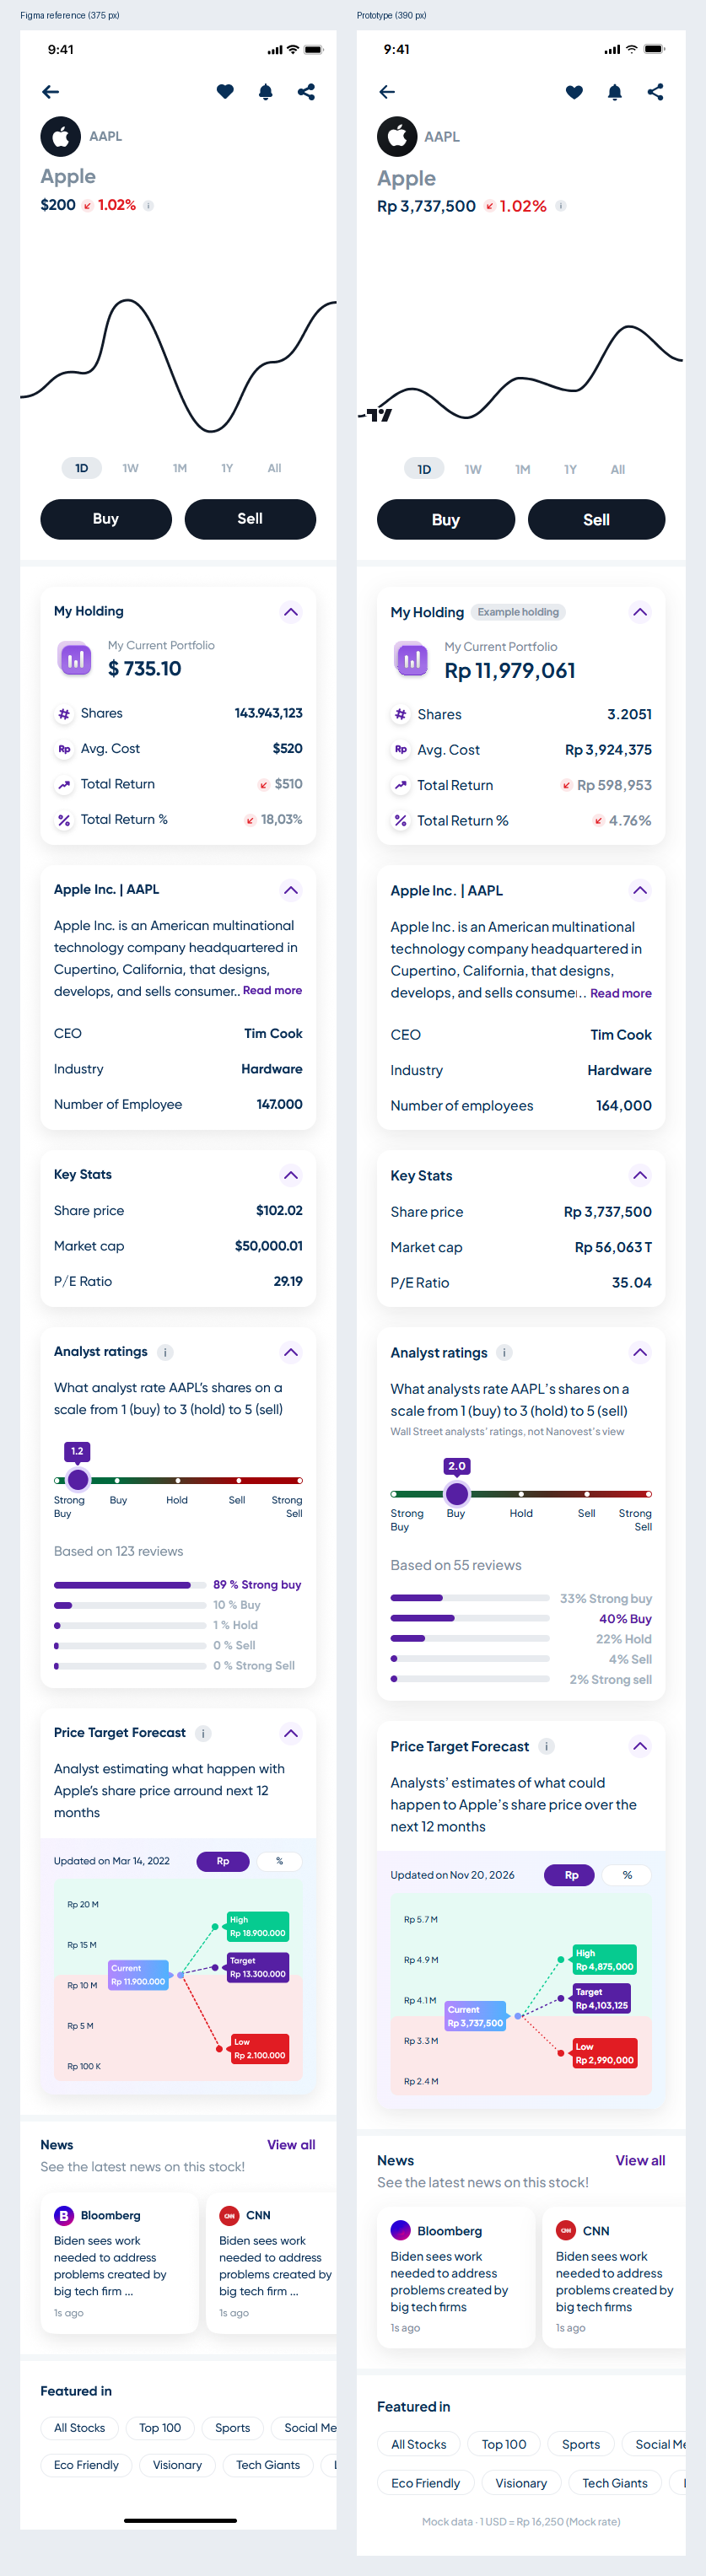 Figma reference (375 px)
9:41
AAPL
Apple
$200 1.02%
1D 1W 1M 1Y All
Buy Sell
My Holding
My Current Portfolio
$ 735.10
Shares 143.943,123
Rp Avg. Cost $520
Total Return $510
Total Return % 18,03%
Apple Inc. | AAPL
Apple Inc. is an American multinational
technology company headquartered in
Cupertino, California, that designs,
develops, and sells consumer.. Read more
CEO Tim Cook
Industry Hardware
Number of Employee 147.000
Key Stats
Share price $102.02
Market cap $50,000.01
P/E Ratio 29.19
Analyst ratings i
What analyst rate AAPL's shares on a
scale from 1 (buy) to 3 (hold) to 5 (sell)
1.2
Strong Buy Hold Sell Strong
Buy Sell
Based on 123 reviews
89 % Strong buy
10 % Buy
1 % Hold
0 % Sell
0 % Strong Sell
Price Target Forecast i
Analyst estimating what happen with
Apple's share price arround next 12
months
Updated on Mar 14, 2022 Rp %
Rp 20 M
High
Rp 18.900.000
Rp 15 M
Target
Rp 13.300.000
Current
Rp 11.900.000
Rp 10 M
Rp 5 M
Low
Rp 2.100.000
Rp 100 K
News View all
See the latest news on this stock!
B Bloomberg
Biden sees work
needed to address
problems created by
big tech firm ...
1s ago
CNN CNN
Biden sees work
needed to address
problems created by
big tech firm ...
1s ago
Featured in
All Stocks Top 100 Sports Social Me
Eco Friendly Visionary Tech Giants L
Prototype (390 px)
9:41
AAPL
Apple
Rp 3,737,500 1.02% i
1D 1W 1M 1Y All
Buy Sell
My Holding Example holding
My Current Portfolio
Rp 11,979,061
Shares 3.2051
Rp Avg. Cost Rp 3,924,375
Total Return Rp 598,953
Total Return % 4.76%
Apple Inc. | AAPL
Apple Inc. is an American multinational
technology company headquartered in
Cupertino, California, that designs,
develops, and sells consume.. Read more
CEO Tim Cook
Industry Hardware
Number of employees 164,000
Key Stats
Share price Rp 3,737,500
Market cap Rp 56,063 T
P/E Ratio 35.04
Analyst ratings i
What analysts rate AAPL's shares on a
scale from 1 (buy) to 3 (hold) to 5 (sell)
Wall Street analysts' ratings, not Nanovest's view
2.0
Strong Buy Hold Sell Strong
Buy Sell
Based on 55 reviews
33% Strong buy
40% Buy
22% Hold
4% Sell
2% Strong sell
Price Target Forecast i
Analysts' estimates of what could
happen to Apple's share price over the
next 12 months
Updated on Nov 20, 2026 Rp %
Rp 5.7 M
High
Rp 4,875,000
Rp 4.9 M
Target
Rp 4,103,125
Rp 4.1 M
Current
Rp 3,737,500
Rp 3.3 M
Low
Rp 2,990,000
Rp 2.4 M
News View all
See the latest news on this stock!
Bloomberg
Biden sees work
needed to address
problems created by
big tech firms
1s ago
CNN CNN
Biden sees work
needed to address
problems created by
big tech firms
1s ago
Featured in
All Stocks Top 100 Sports Social Me
Eco Friendly Visionary Tech Giants
Mock data · 1 USD = Rp 16,250 (Mock rate)